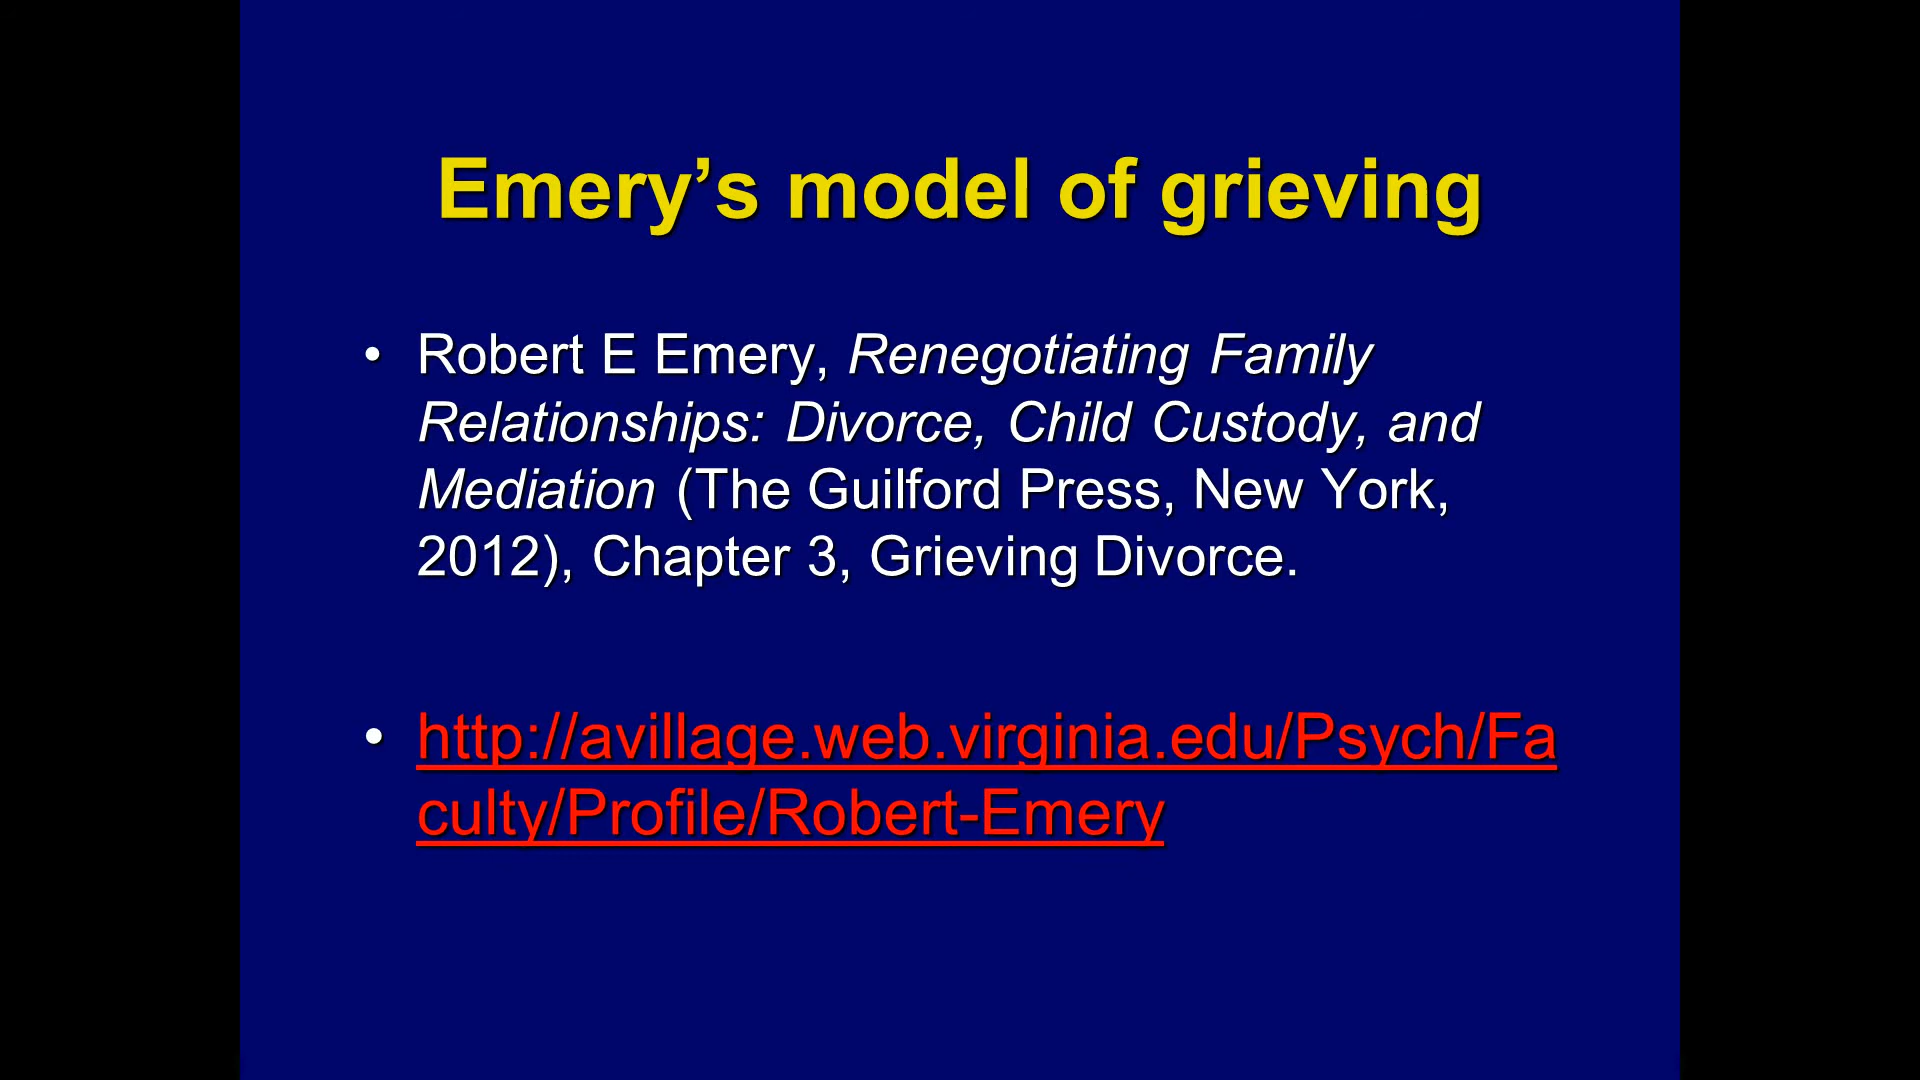 Emery’s model of grieving
• Robert E Emery, Renegotiating Family
Relationships: Divorce, Child Custody, and
Mediation (The Guilford Press, New York,
2012), Chapter 3, Grieving Divorce.
• http://avillage.web.virginia.edu/Psych/Fa
culty/Profile/Robert-Emery